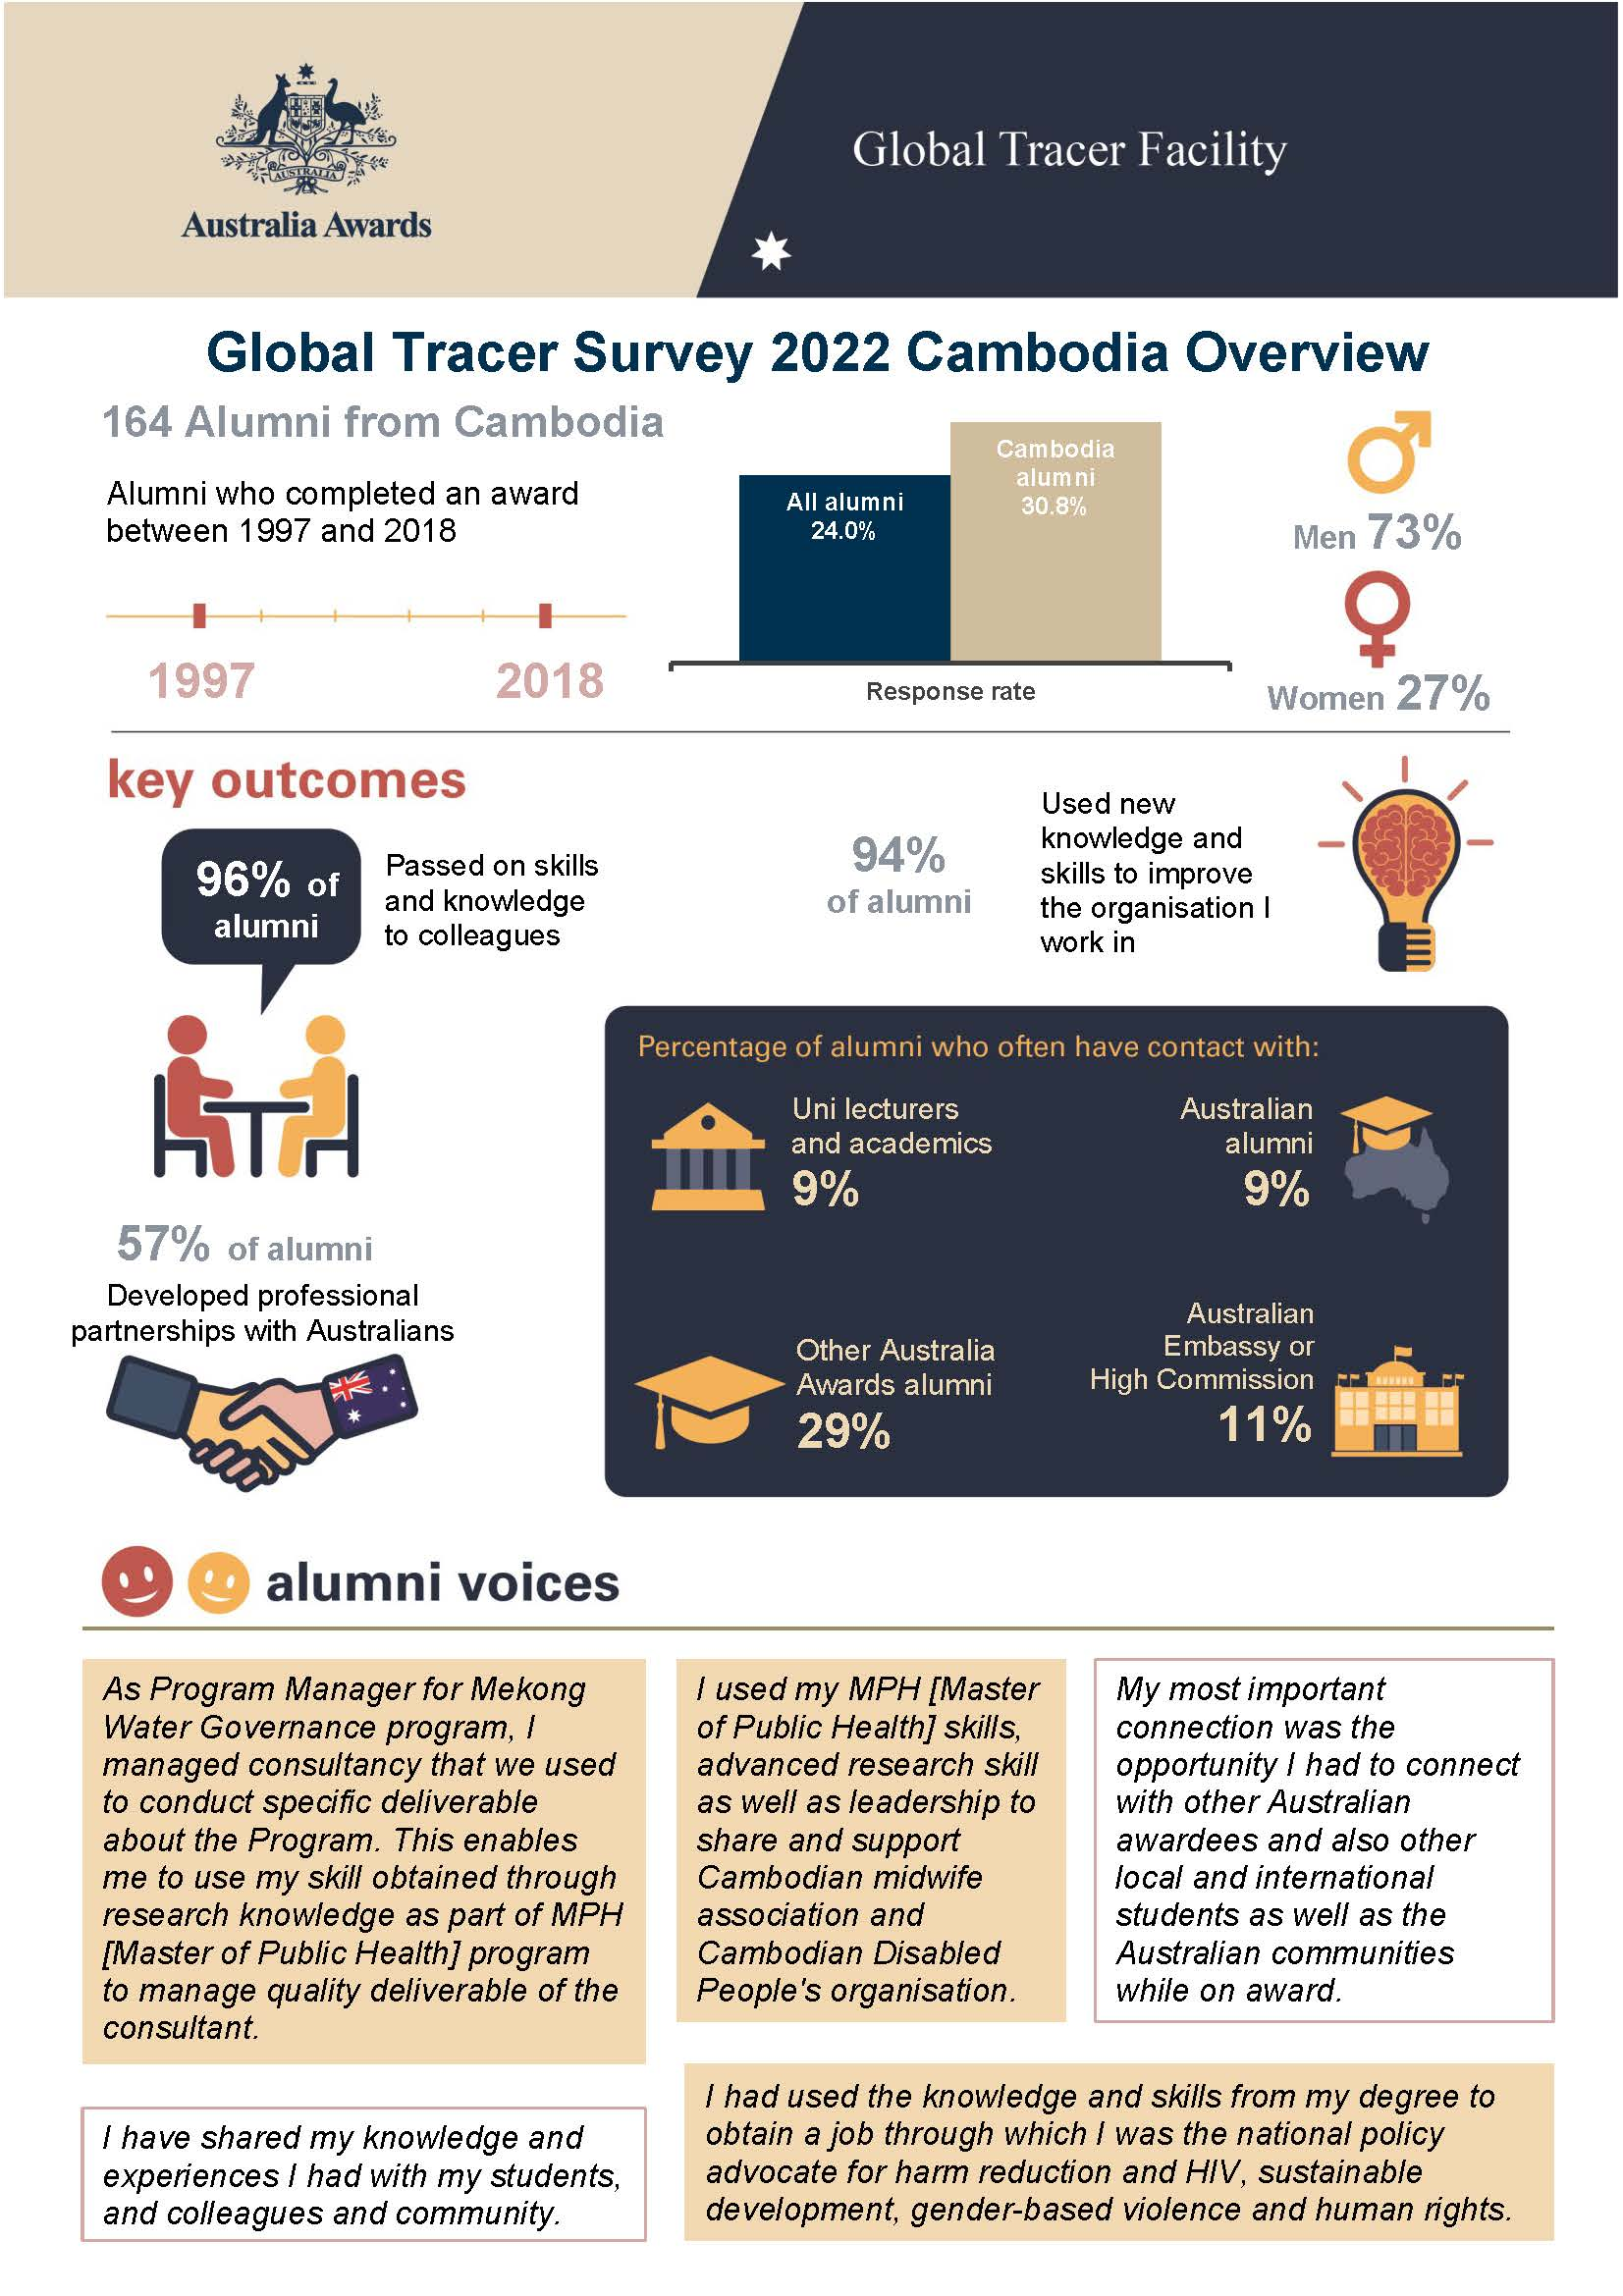 AUSTRALIA
Australia Awards
Global Tracer Facility
Global Tracer Survey 2022 Cambodia Overview
164 Alumni from Cambodia
Alumni who completed an award
between 1997 and 2018
1997
2018
All alumni
24.0%
Cambodia
alumni
30.8%
Response rate
Men 73%
Women 27%
key outcomes
96% of
alumni
Passed on skills
and knowledge
to colleagues
94%
of alumni
Used new
knowledge and
skills to improve
the organisation I
work in
57% of alumni
Developed professional
partnerships with Australians
Percentage of alumni who often have contact with:
Uni lecturers
and academics
9%
Australian
alumni
9%
Other Australia
Awards alumni
29%
Australian
Embassy or
High Commission
11%
alumni voices
As Program Manager for Mekong
Water Governance program, I
managed consultancy that we used
to conduct specific deliverable
about the Program. This enables
me to use my skill obtained through
research knowledge as part of MPH
[Master of Public Health] program
to manage quality deliverable of the
consultant.
I used my MPH [Master
of Public Health] skills,
advanced research skill
as well as leadership to
share and support
Cambodian midwife
association and
Cambodian Disabled
People's organisation.
My most important
connection was the
opportunity I had to connect
with other Australian
awardees and also other
local and international
students as well as the
Australian communities
while on award.
I have shared my knowledge and
experiences I had with my students,
and colleagues and community.
I had used the knowledge and skills from my degree to
obtain a job through which I was the national policy
advocate for harm reduction and HIV, sustainable
development, gender-based violence and human rights.